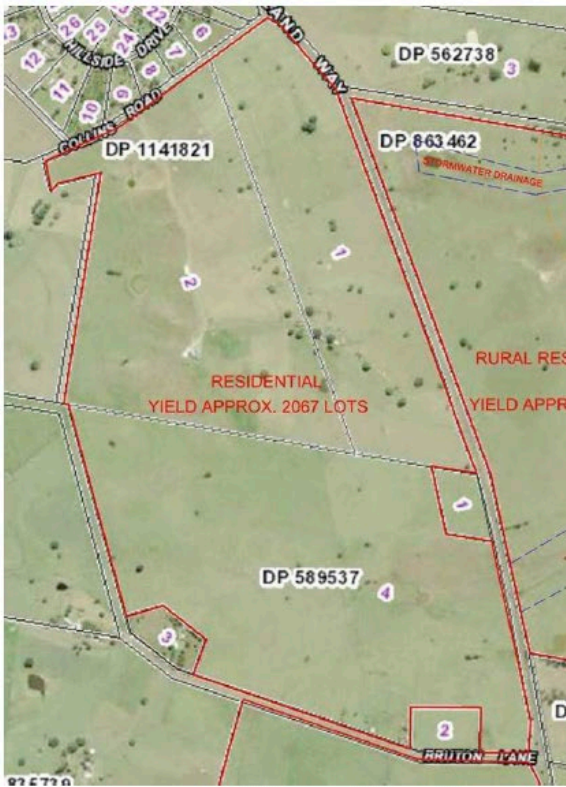 22
26
25
24
6
7
8
9
10
11
12
HILLSIDE DRIVE
COLLINS ROAD
AND WAY
DP 562738
3
DP 1141821
DP 863462
STORMWATER DRAINAGE
1
2
RESIDENTIAL
YIELD APPROX. 2067 LOTS
RURAL RES
YIELD APPR
1
DP 589537
4
3
2
BRUTON LANE
D
835739